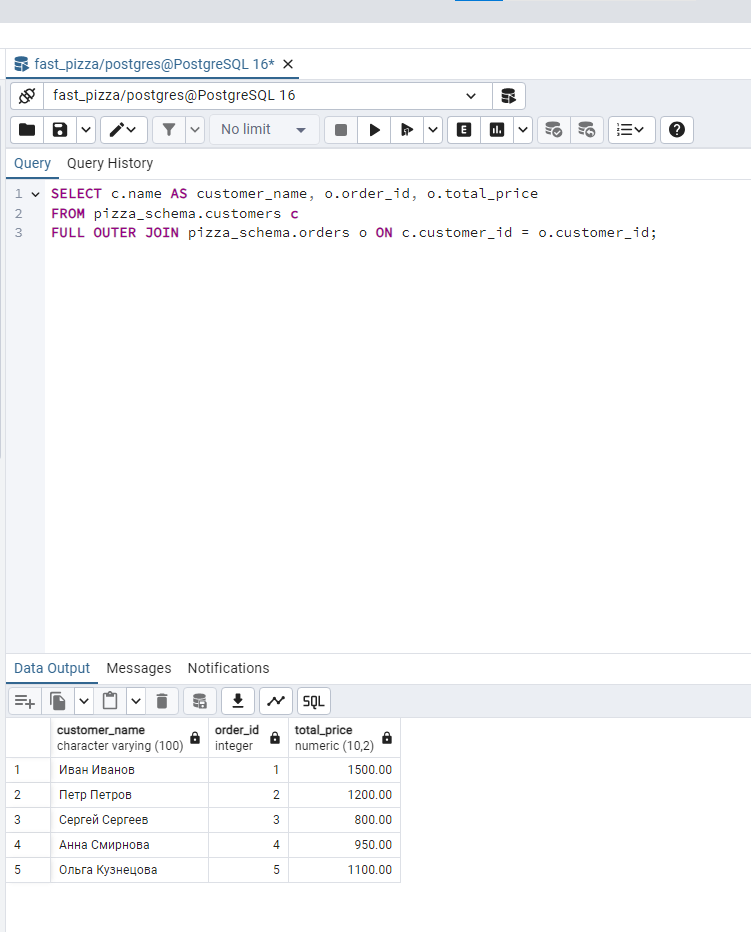 fast_pizza/postgres@PostgreSQL 16*
fast_pizza/postgres@PostgreSQL 16
No limit
Query Query History
1 SELECT c.name AS customer_name, o.order_id, o.total_price
2 FROM pizza_schema.customers c
3 FULL OUTER JOIN pizza_schema.orders o ON c.customer_id = o.customer_id;
Data Output Messages Notifications
SQL
customer_name order_id total_price
character varying (100) integer numeric (10,2)
1 Иван Иванов 1 1500.00
2 Петр Петров 2 1200.00
3 Сергей Сергеев 3 800.00
4 Анна Смирнова 4 950.00
5 Ольга Кузнецова 5 1100.00